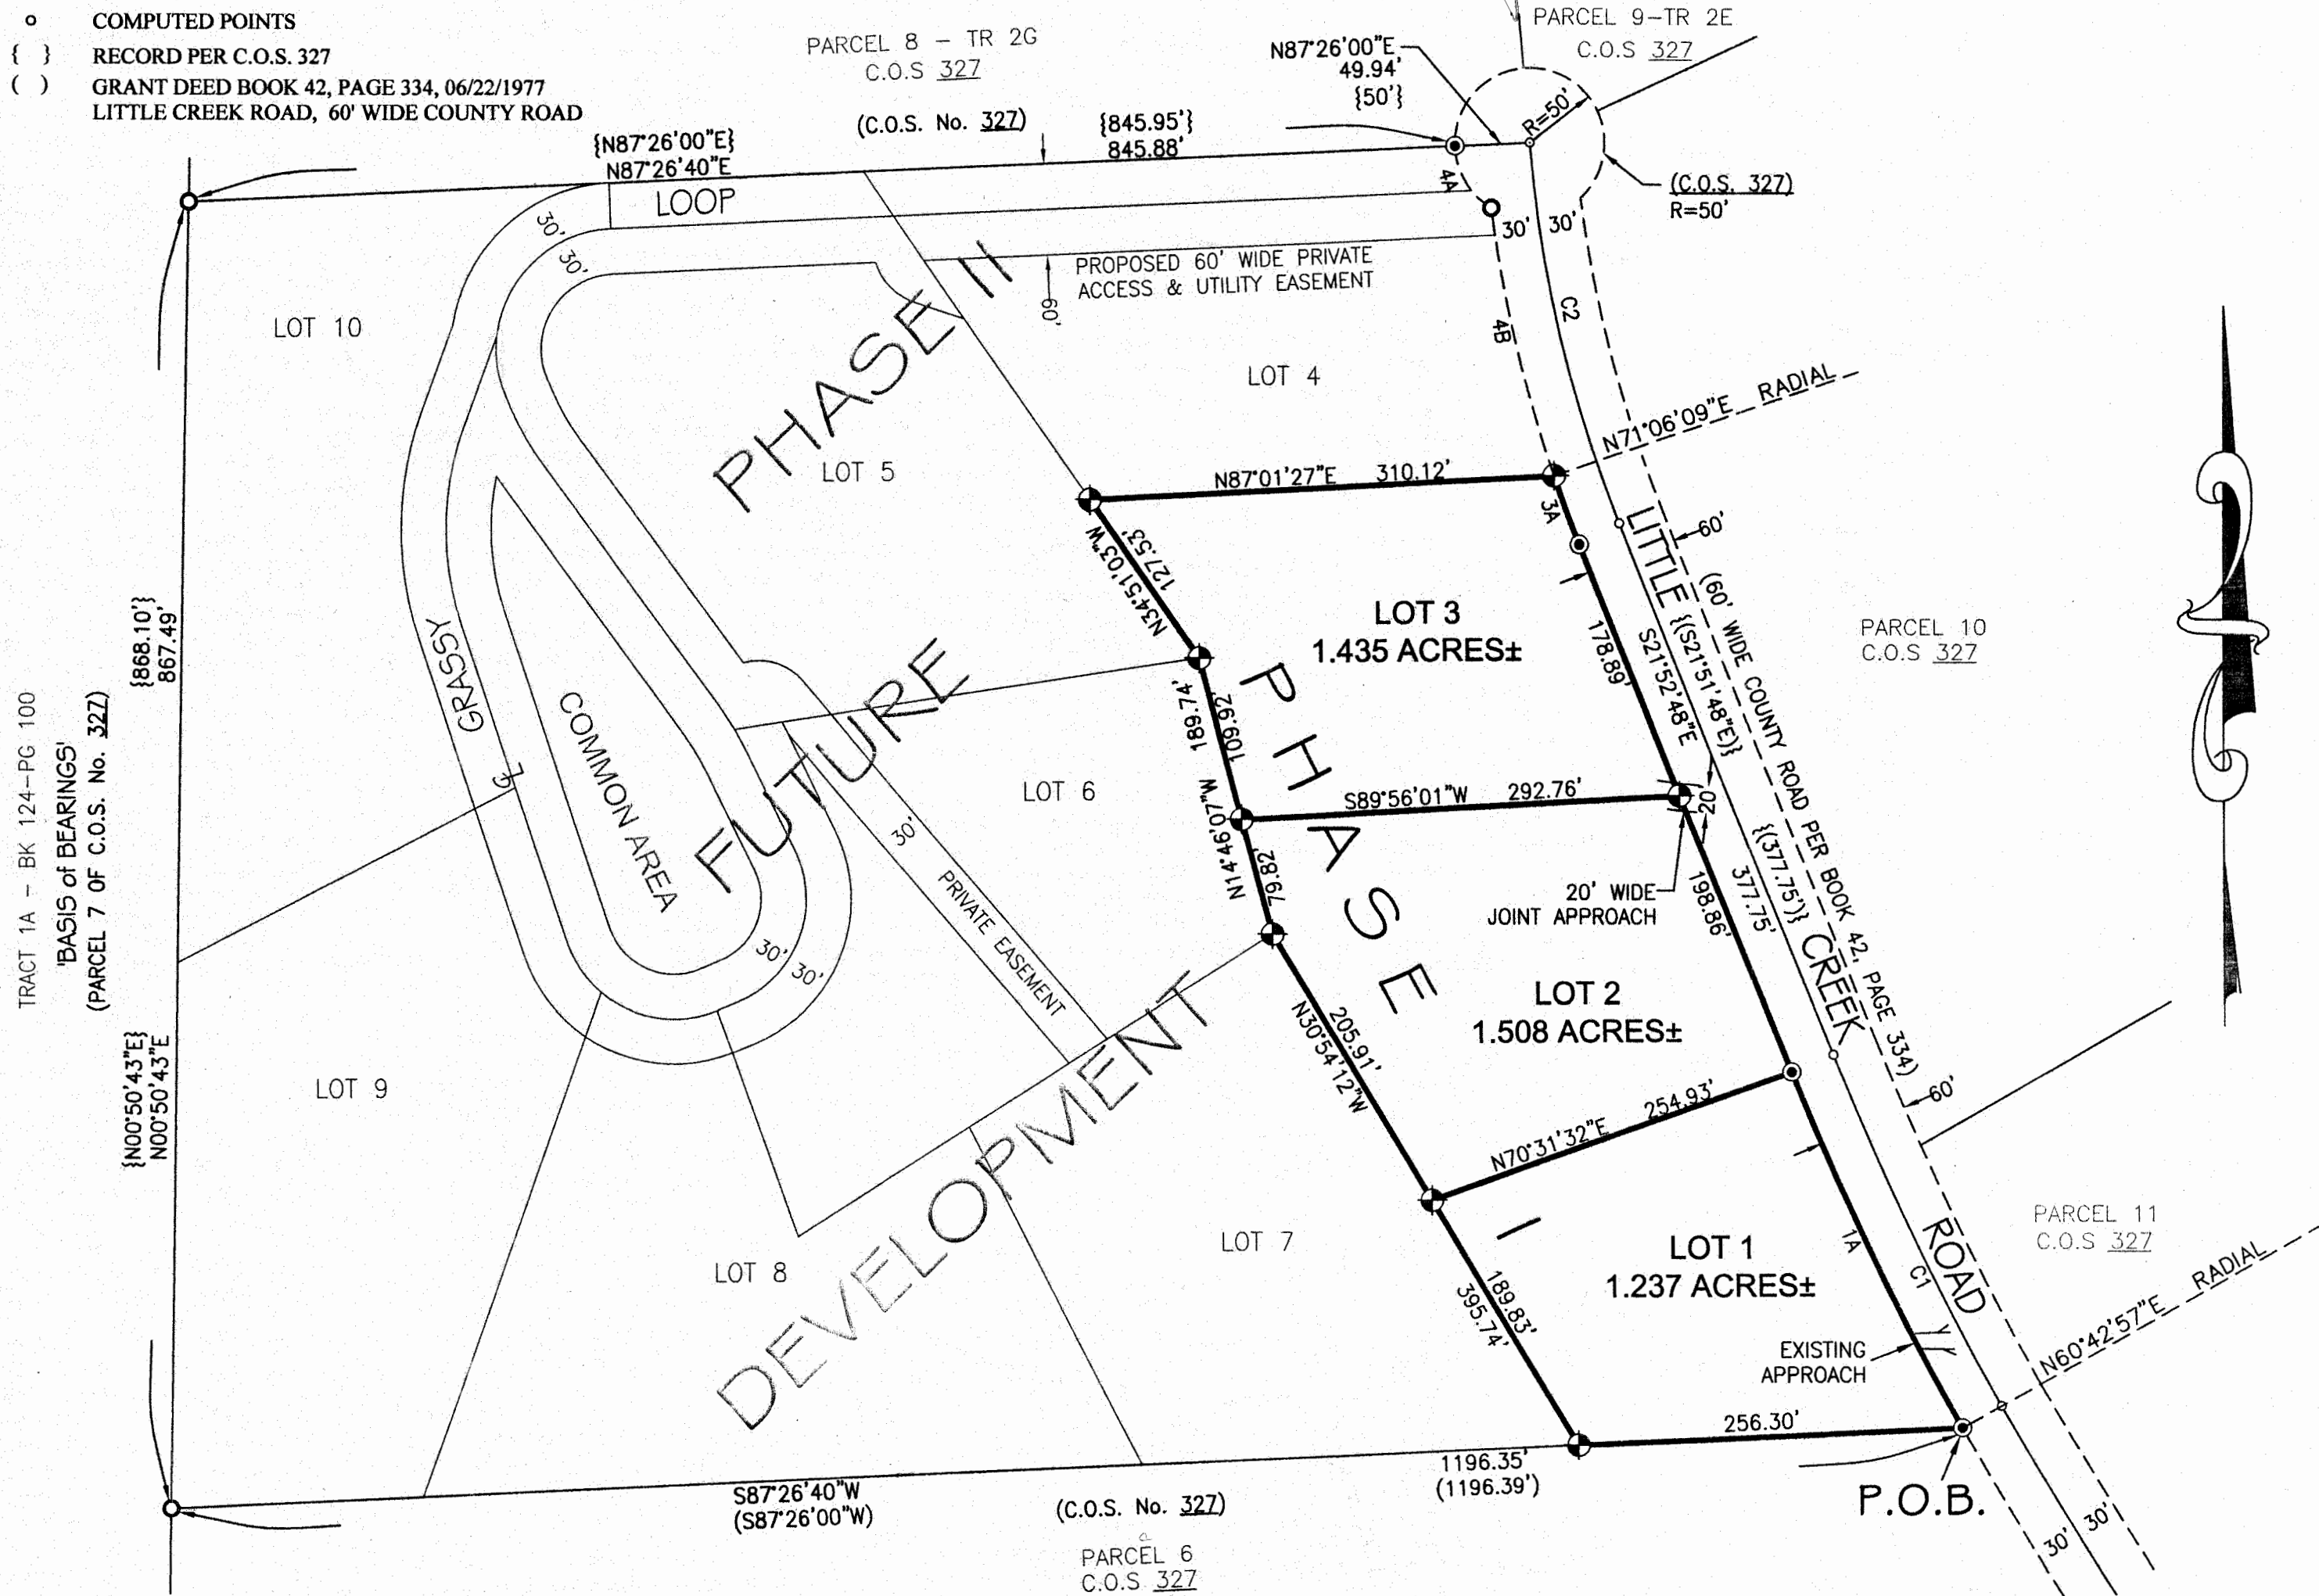 o COMPUTED POINTS
{ } RECORD PER C.O.S. 327
( ) GRANT DEED BOOK 42, PAGE 334, 06/22/1977
LITTLE CREEK ROAD, 60' WIDE COUNTY ROAD
PARCEL 8 - TR 2G
C.O.S 327
(C.O.S. No. 327)
{N87°26'00"E}
N87°26'40"E
{845.95'}
845.88'
N87°26'00"E
49.94'
{50'}
PARCEL 9-TR 2E
C.O.S 327
R=50'
(C.O.S. 327)
R=50'
LOOP
30'
30'
4A
30'
30'
PROPOSED 60' WIDE PRIVATE
ACCESS & UTILITY EASEMENT
60'
C2
4B
LOT 10
LOT 4
LOT 5
PHASE II
N71°06'09"E RADIAL
N87°01'27"E 310.12'
3A
N34°51'03"W
127.53'
LOT 3
1.435 ACRES±
178.89'
LITTLE
60'
S21°52'48"E
{(S21°51'48"E)}
(60' WIDE COUNTY ROAD PER BOOK 42, PAGE 334)
PARCEL 10
C.O.S 327
TRACT 1A - BK 124-PG 100
'BASIS of BEARINGS'
(PARCEL 7 OF C.O.S. No. 327)
{868.10'}
867.49'
{N00°50'43"E}
N00°50'43"E
GRASSY
CL
COMMON AREA
FUTURE
LOT 6
N14°46'07"W 189.74'
109.92'
79.82'
PHASE
S89°56'01"W 292.76'
20'
20' WIDE
JOINT APPROACH
198.86'
377.75'
{(377.75')}
CREEK
30'
PRIVATE EASEMENT
30'
30'
LOT 2
1.508 ACRES±
205.91'
N30°54'12"W
N70°31'32"E 254.93'
60'
LOT 9
DEVELOPMENT
LOT 8
LOT 7
I
LOT 1
1.237 ACRES±
189.83'
395.74'
1A
C1
ROAD
PARCEL 11
C.O.S 327
N60°42'57"E RADIAL
EXISTING
APPROACH
256.30'
1196.35'
(1196.39')
S87°26'40"W
(S87°26'00"W)
(C.O.S. No. 327)
PARCEL 6
C.O.S 327
P.O.B.
30'
30'